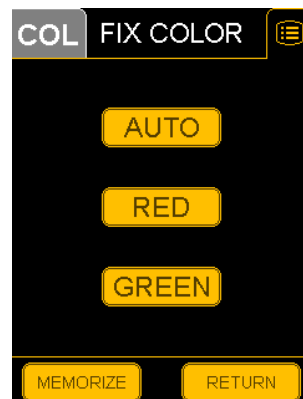 COL FIX COLOR
AUTO
RED
GREEN
MEMORIZE RETURN